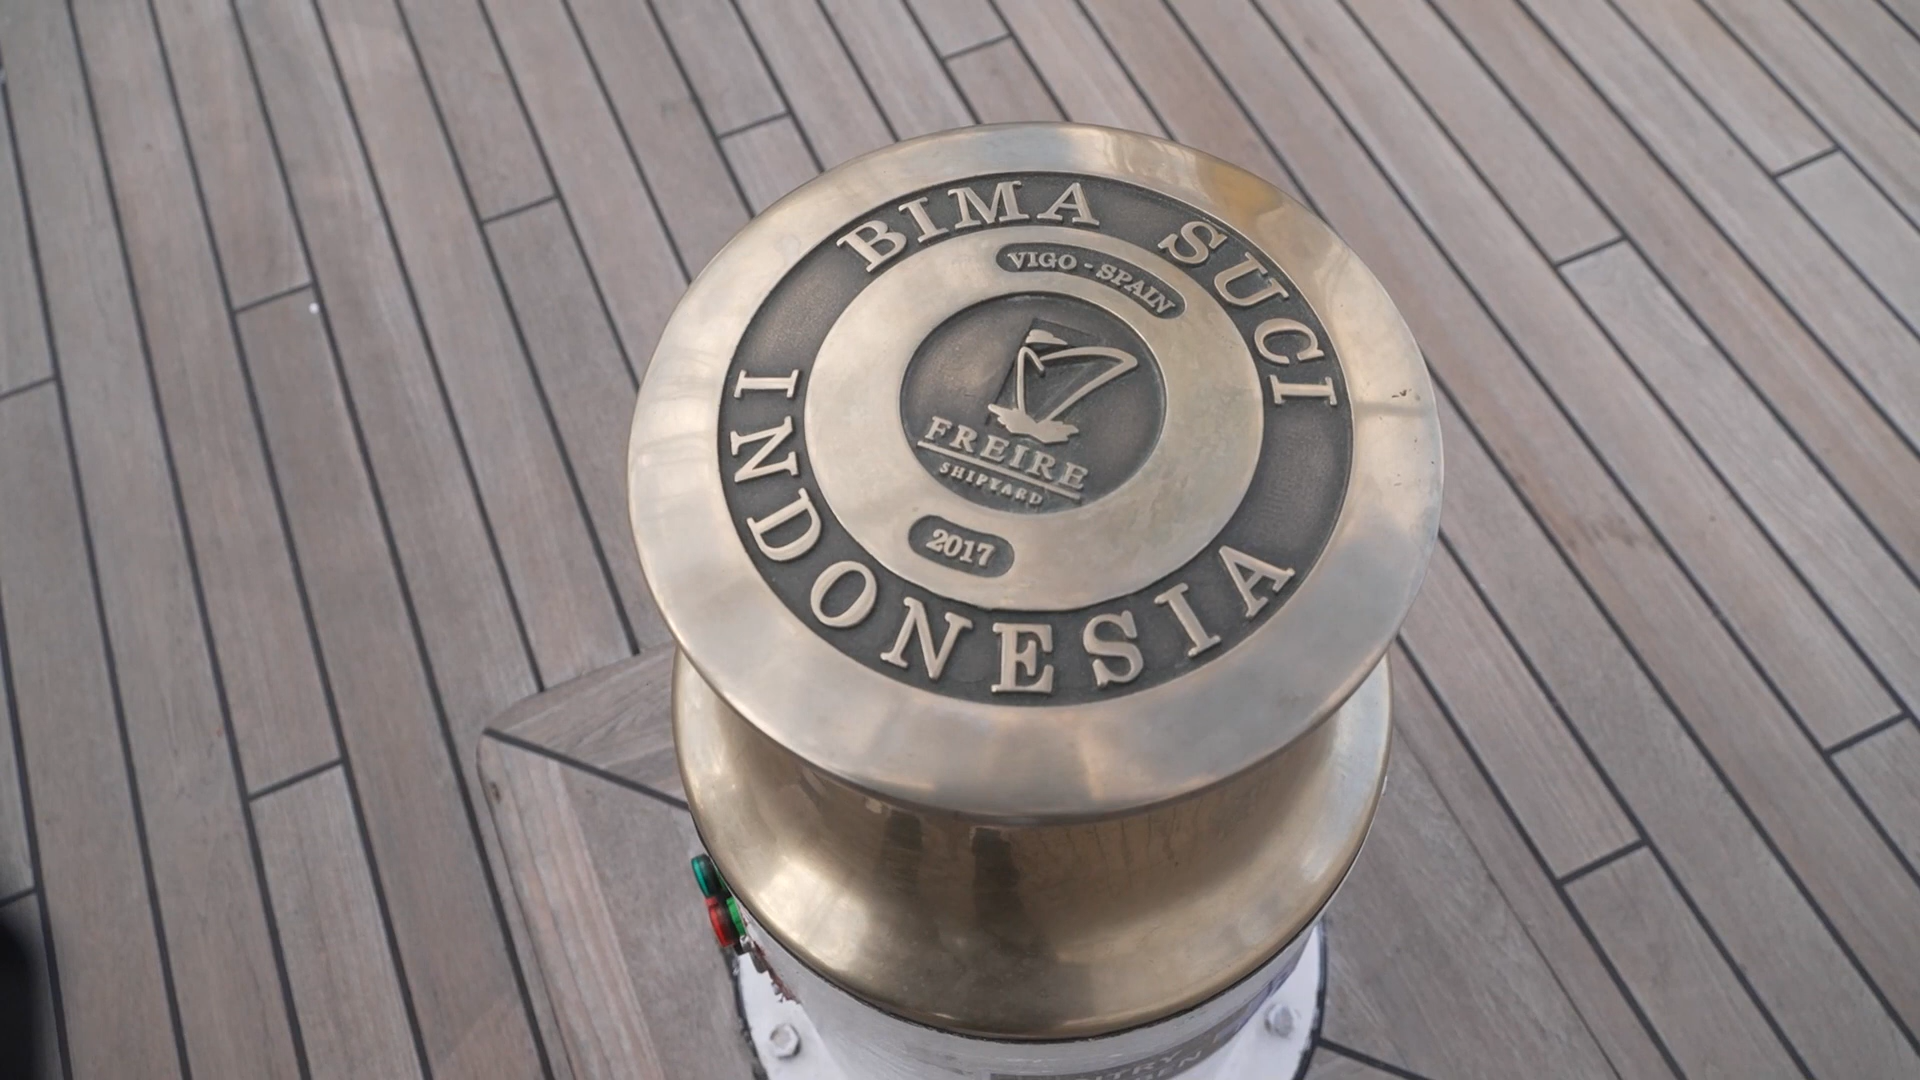 BIMA SUCI
VIGO - SPAIN
FREIRE
SHIPYARD
2017
INDONESIA